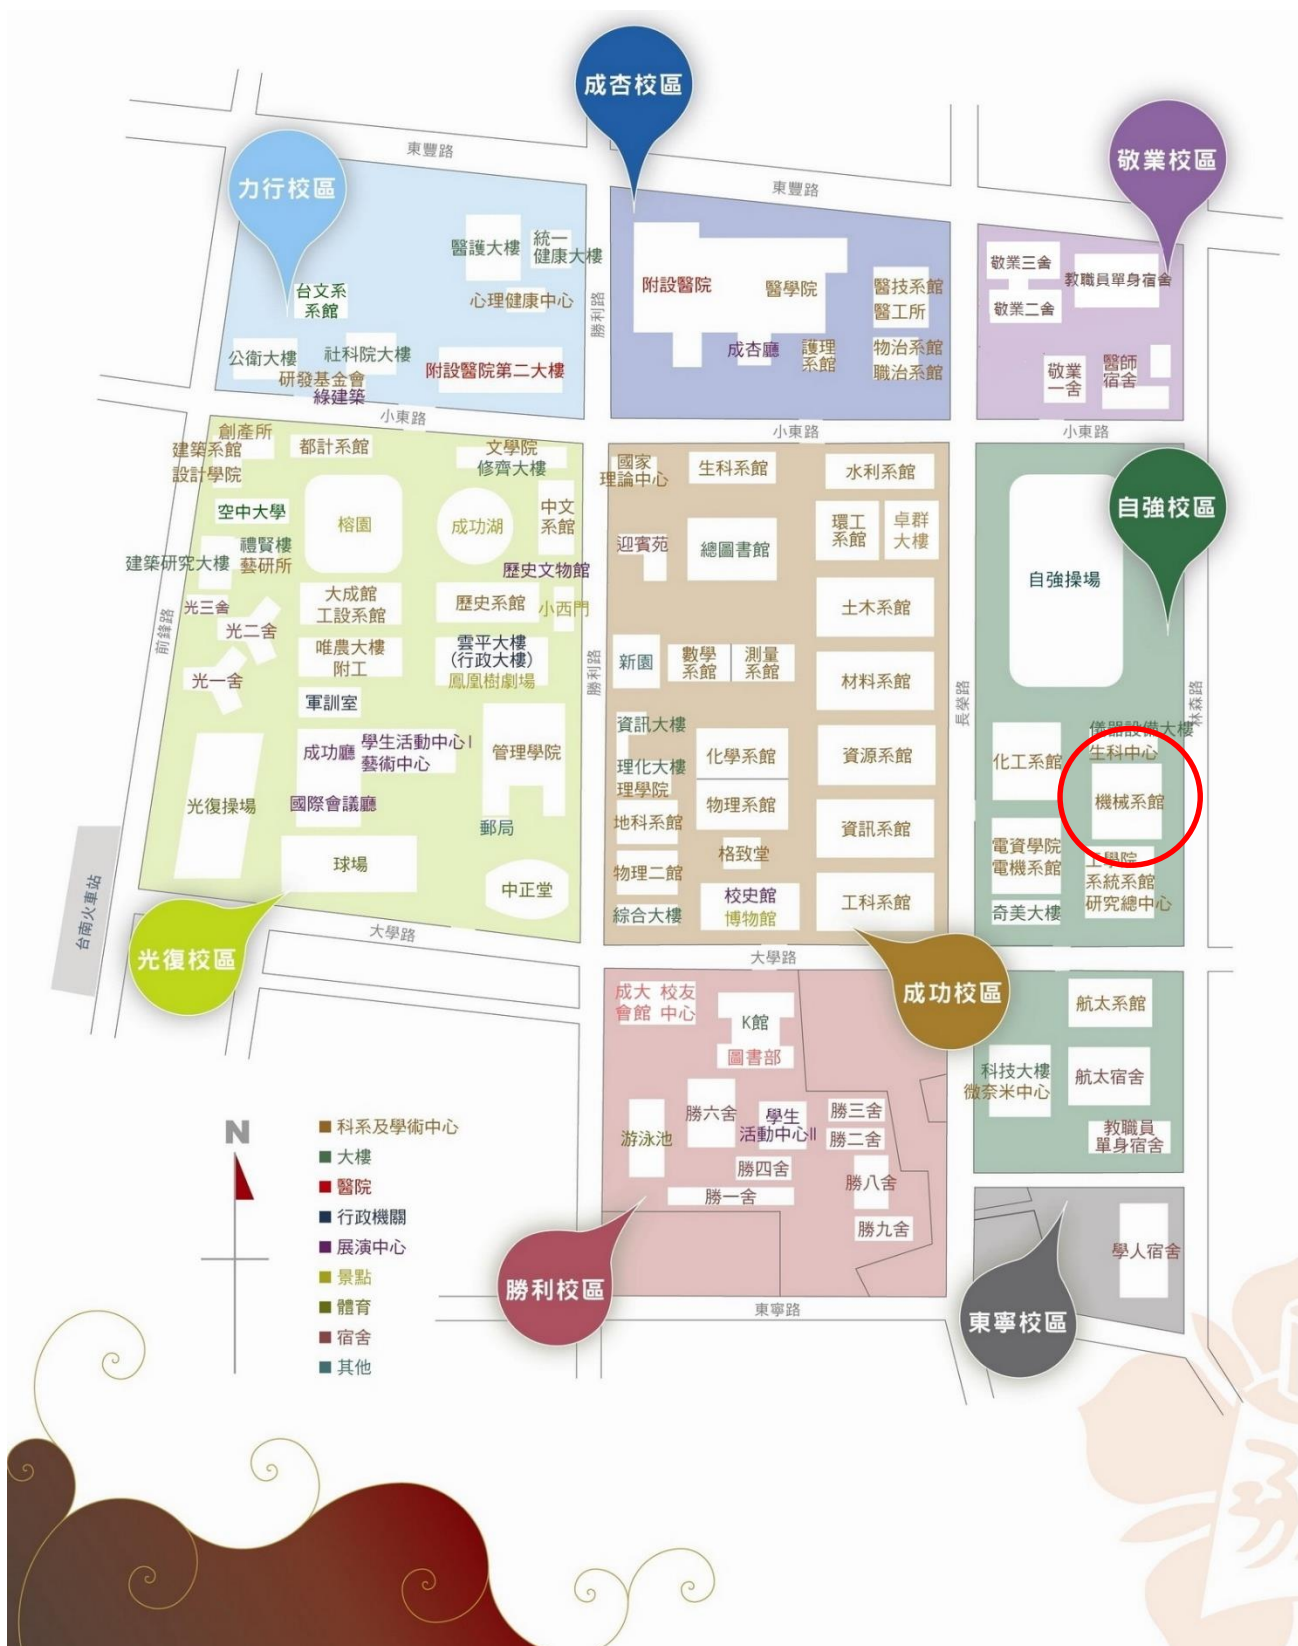 成杏校區
敬業校區
力行校區
東豐路
東豐路
醫護大樓
統一
健康大樓
心理健康中心
台文系
系館
公衛大樓
社科院大樓
研發基金會
綠建築
附設醫院第二大樓
勝利路
附設醫院
醫學院
醫技系館
醫工所
成杏廳
護理
系館
物治系館
職治系館
敬業三舍
敬業二舍
教職員單身宿舍
敬業
一舍
醫師
宿舍
小東路
小東路
小東路
創產所
建築系館
設計學院
都計系館
文學院
修齊大樓
空中大學
榕園
成功湖
中文
系館
禮賢樓
藝研所
建築研究大樓
歷史文物館
光三舍
光二舍
光一舍
大成館
工設系館
歷史系館
小西門
唯農大樓
附工
雲平大樓
(行政大樓)
鳳凰樹劇場
軍訓室
成功廳
學生活動中心I
藝術中心
管理學院
光復操場
國際會議廳
郵局
球場
中正堂
前鋒路
勝利路
台南火車站
光復校區
大學路
國家
理論中心
生科系館
水利系館
迎賓苑
總圖書館
環工
系館
卓群
大樓
土木系館
新園
數學
系館
測量
系館
材料系館
資訊大樓
理化大樓
理學院
化學系館
資源系館
地科系館
物理系館
資訊系館
物理二館
格致堂
綜合大樓
校史館
博物館
工科系館
大學路
成功校區
長榮路
自強校區
自強操場
林森路
儀器設備大樓
生科中心
化工系館
機械系館
電資學院
電機系館
工學院
系統系館
研究總中心
奇美大樓
航太系館
科技大樓
微奈米中心
航太宿舍
教職員
單身宿舍
成大
會館
校友
中心
K館
圖書部
勝六舍
學生
活動中心II
勝三舍
勝二舍
游泳池
勝四舍
勝八舍
勝一舍
勝九舍
勝利校區
東寧路
東寧校區
學人宿舍
N
科系及學術中心
大樓
醫院
行政機關
展演中心
景點
體育
宿舍
其他